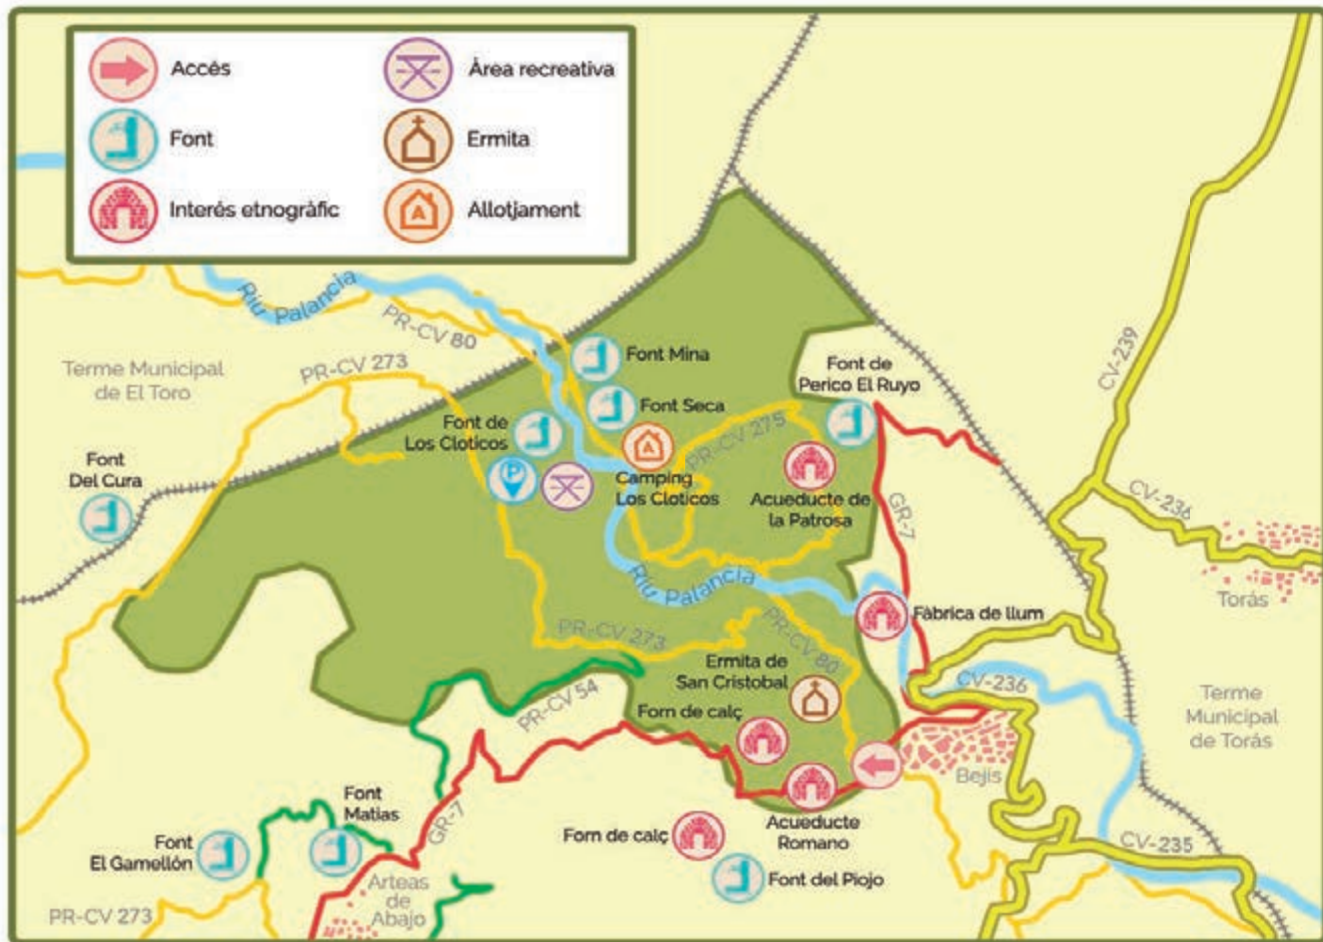 Accés
Àrea recreativa
Font
Ermita
Interés etnogràfic
Allotjament
A
Riu Palancia
PR-CV 80
CV-239
Terme Municipal
de El Toro
PR-CV 273
Font Mina
Font de
Perico El Ruyo
Font Seca
Font de
Los Cloticos
PR-CV 275
A
Font
Del Cura
P
Camping
Los Cloticos
Acueducte de
la Patrosa
GR-7
CV-236
Torás
Riu Palancia
Fàbrica de llum
PR-CV 273
PR-CV 80
Ermita de
San Cristobal
CV-236
Terme
Municipal
de Torás
PR-CV 54
Forn de calç
Bejís
Font
Matias
GR-7
Font
El Gamellón
Forn de calç
Acueducte
Romano
CV-235
Font del Piojo
Arteas
de
Abajo
PR-CV 273